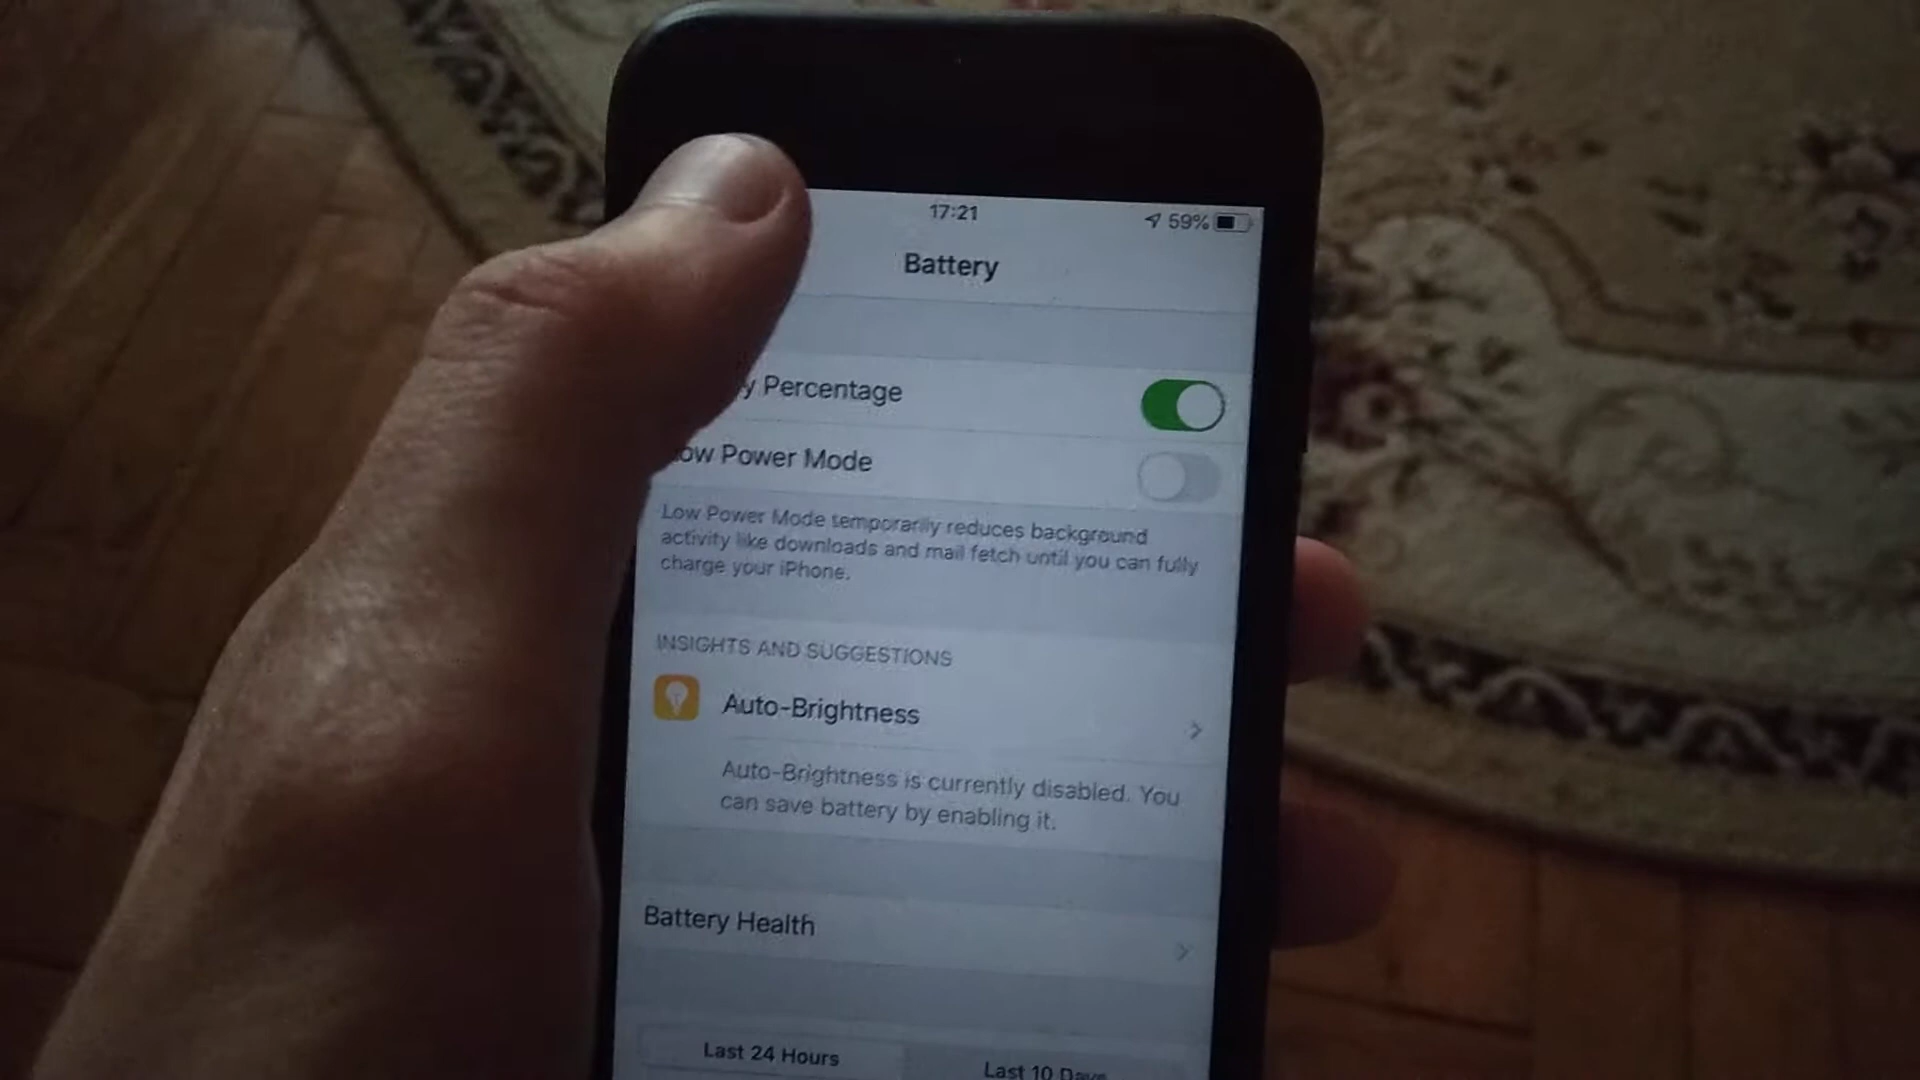 17:21
59%
Battery
y Percentage
ow Power Mode
Low Power Mode temporarily reduces background
activity like downloads and mail fetch until you can fully
charge your iPhone.
INSIGHTS AND SUGGESTIONS
Auto-Brightness
Auto-Brightness is currently disabled. You
can save battery by enabling it.
Battery Health
Last 24 Hours
Last 10 Days